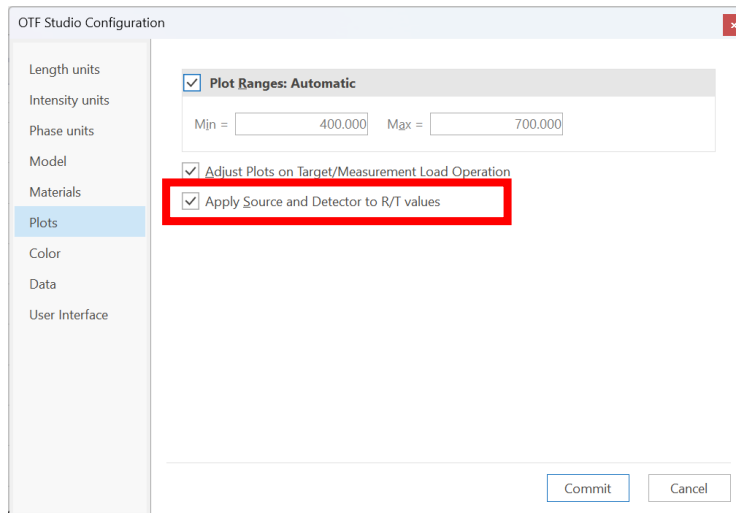 OTF Studio Configuration
Length units
Intensity units
Phase units
Model
Materials
Plots
Color
Data
User Interface
Plot Ranges: Automatic
Min = 400.000 Max = 700.000
Adjust Plots on Target/Measurement Load Operation
Apply Source and Detector to R/T values
Commit Cancel